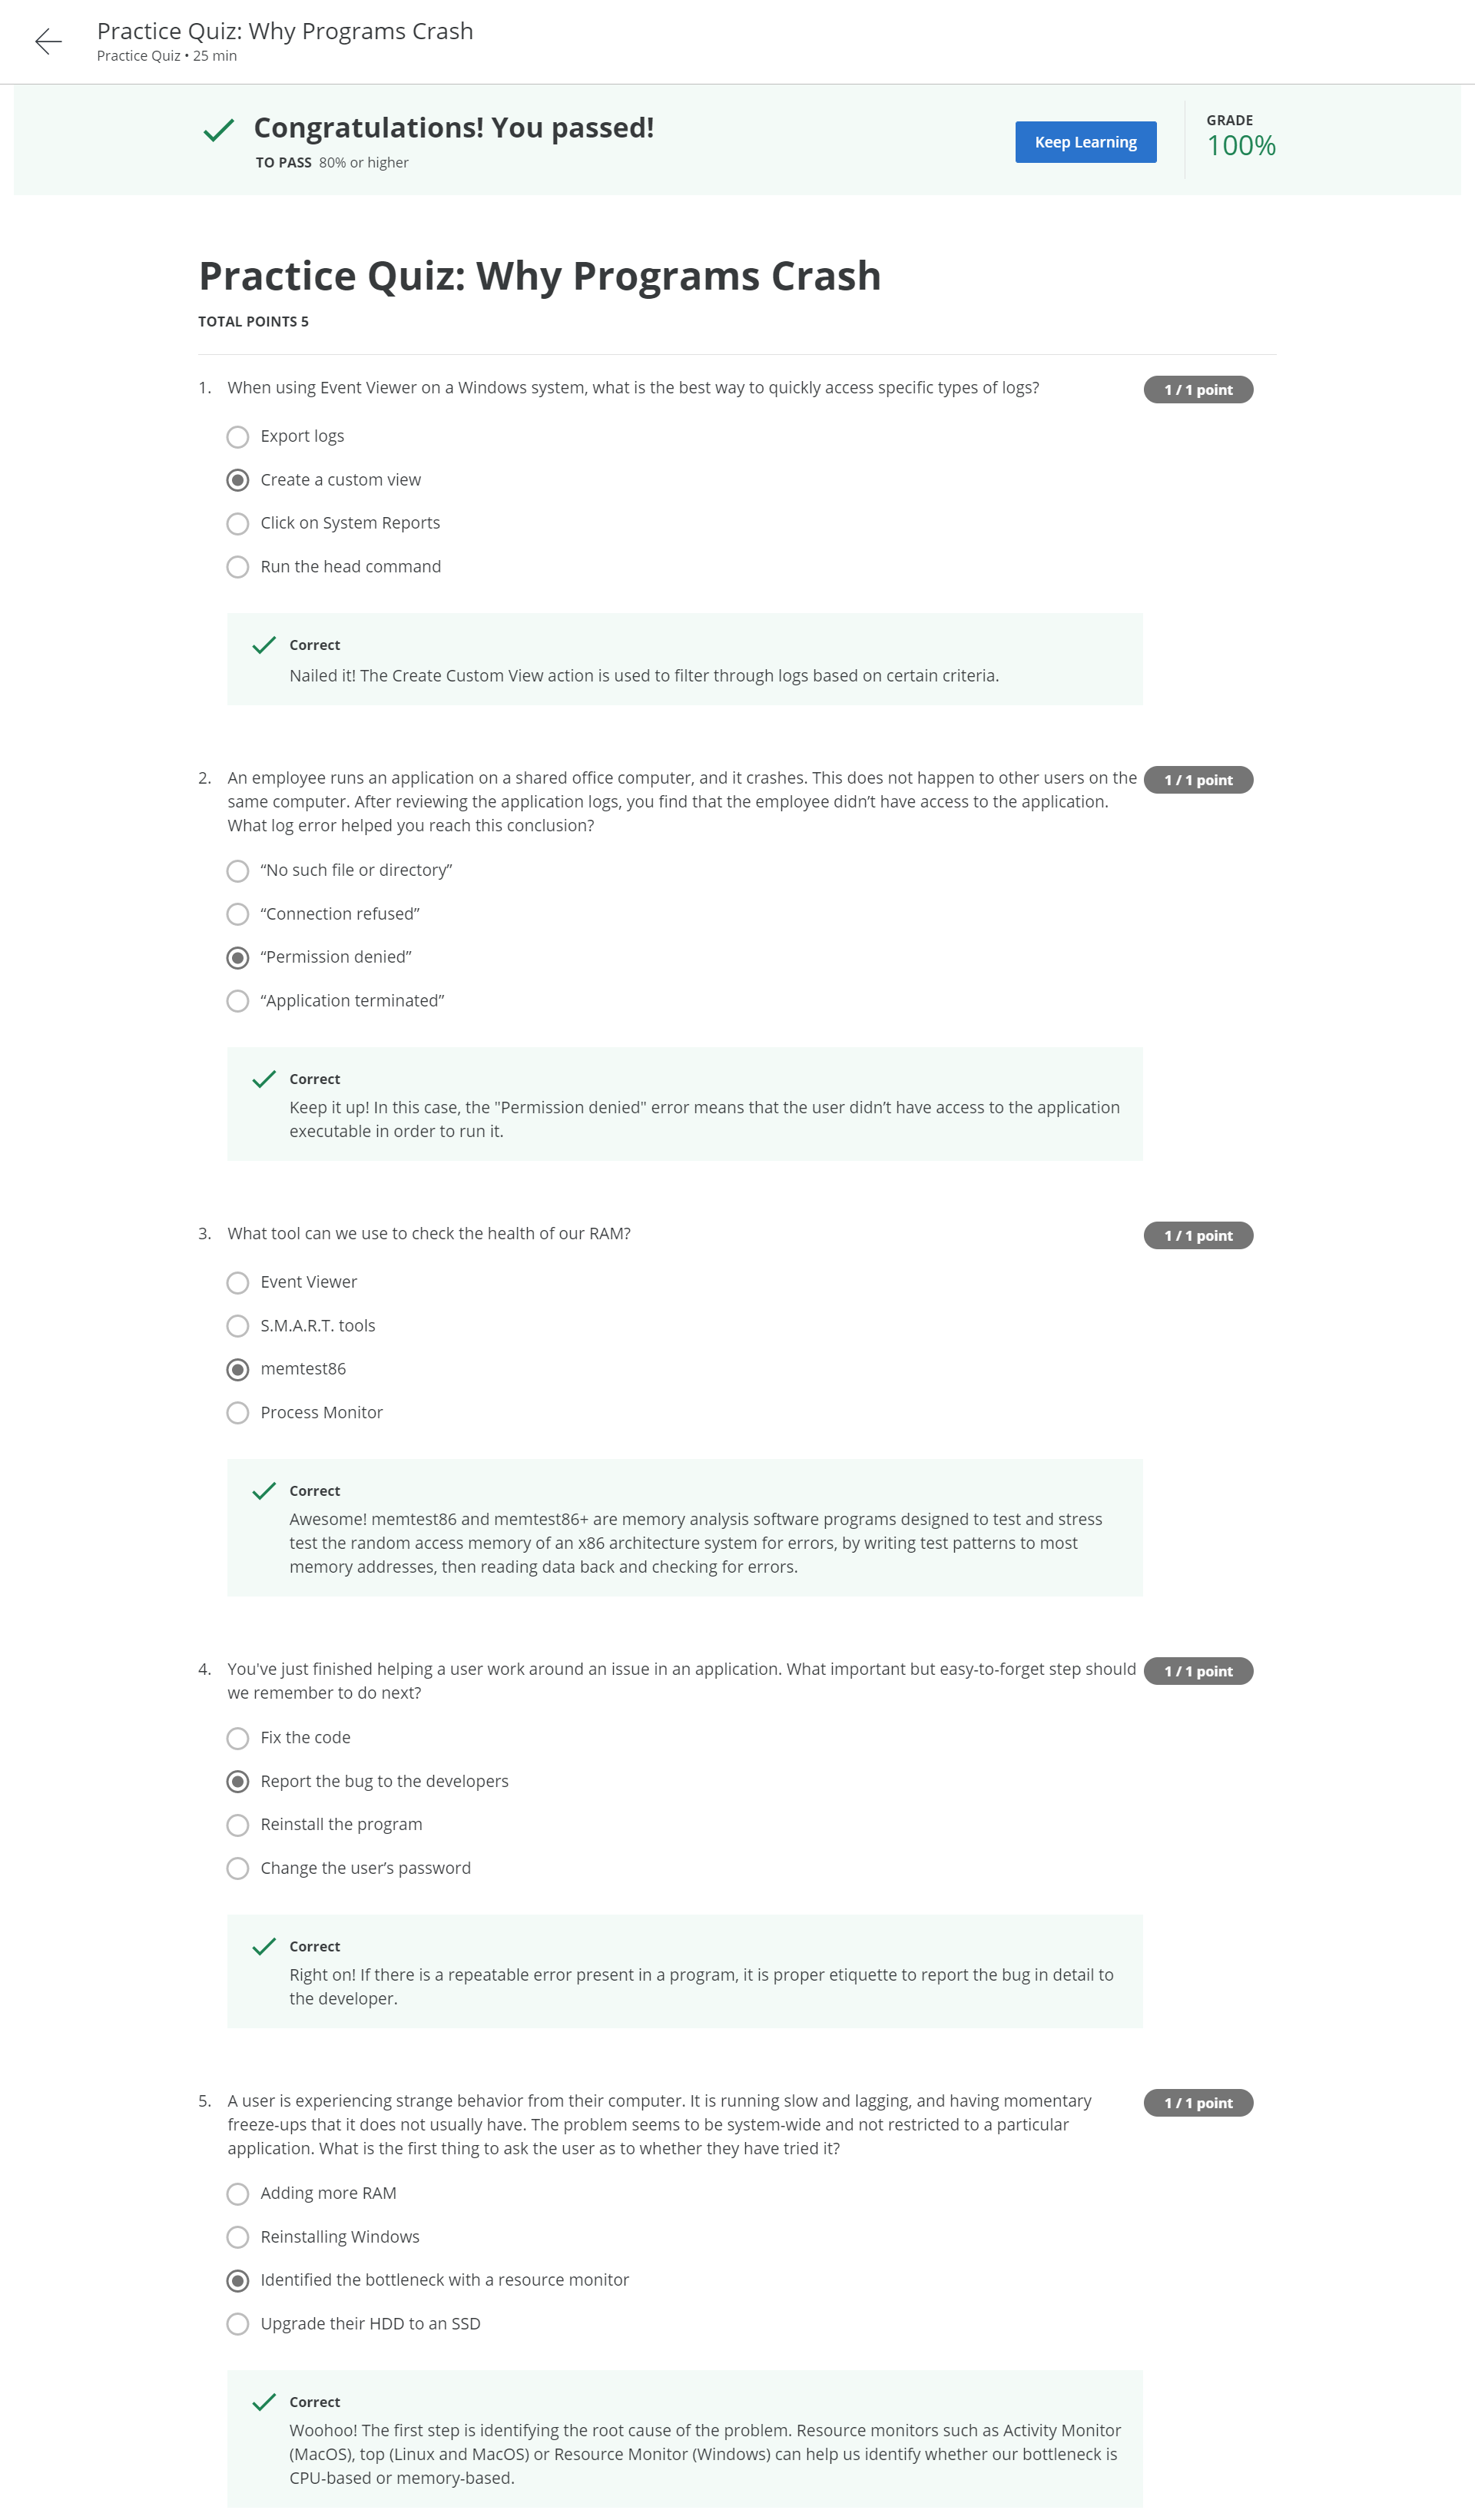 Practice Quiz: Why Programs Crash
Practice Quiz • 25 min
Congratulations! You passed!
TO PASS 80% or higher
Keep Learning
GRADE
100%
Practice Quiz: Why Programs Crash
TOTAL POINTS 5
1. When using Event Viewer on a Windows system, what is the best way to quickly access specific types of logs?
1 / 1 point
Export logs
Create a custom view
Click on System Reports
Run the head command
Correct
Nailed it! The Create Custom View action is used to filter through logs based on certain criteria.
2. An employee runs an application on a shared office computer, and it crashes. This does not happen to other users on the
1 / 1 point
same computer. After reviewing the application logs, you find that the employee didn’t have access to the application.
What log error helped you reach this conclusion?
“No such file or directory”
“Connection refused”
“Permission denied”
“Application terminated”
Correct
Keep it up! In this case, the "Permission denied" error means that the user didn’t have access to the application
executable in order to run it.
3. What tool can we use to check the health of our RAM?
1 / 1 point
Event Viewer
S.M.A.R.T. tools
memtest86
Process Monitor
Correct
Awesome! memtest86 and memtest86+ are memory analysis software programs designed to test and stress
test the random access memory of an x86 architecture system for errors, by writing test patterns to most
memory addresses, then reading data back and checking for errors.
4. You've just finished helping a user work around an issue in an application. What important but easy-to-forget step should
1 / 1 point
we remember to do next?
Fix the code
Report the bug to the developers
Reinstall the program
Change the user’s password
Correct
Right on! If there is a repeatable error present in a program, it is proper etiquette to report the bug in detail to
the developer.
5. A user is experiencing strange behavior from their computer. It is running slow and lagging, and having momentary
1 / 1 point
freeze-ups that it does not usually have. The problem seems to be system-wide and not restricted to a particular
application. What is the first thing to ask the user as to whether they have tried it?
Adding more RAM
Reinstalling Windows
Identified the bottleneck with a resource monitor
Upgrade their HDD to an SSD
Correct
Woohoo! The first step is identifying the root cause of the problem. Resource monitors such as Activity Monitor
(MacOS), top (Linux and MacOS) or Resource Monitor (Windows) can help us identify whether our bottleneck is
CPU-based or memory-based.